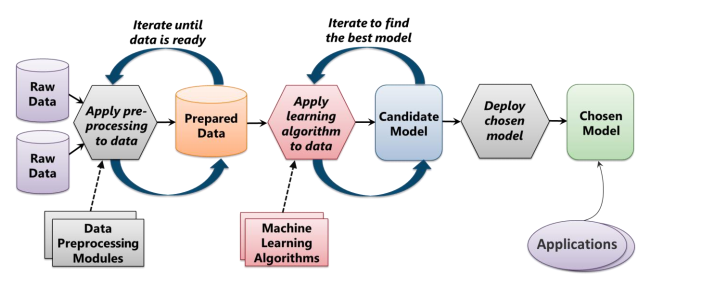 Iterate until
data is ready
Iterate to find
the best model
Raw
Data
Raw
Data
Apply pre-
processing
to data
Prepared
Data
Apply
learning
algorithm
to data
Candidate
Model
Deploy
chosen
model
Chosen
Model
Data
Preprocessing
Modules
Machine
Learning
Algorithms
Applications